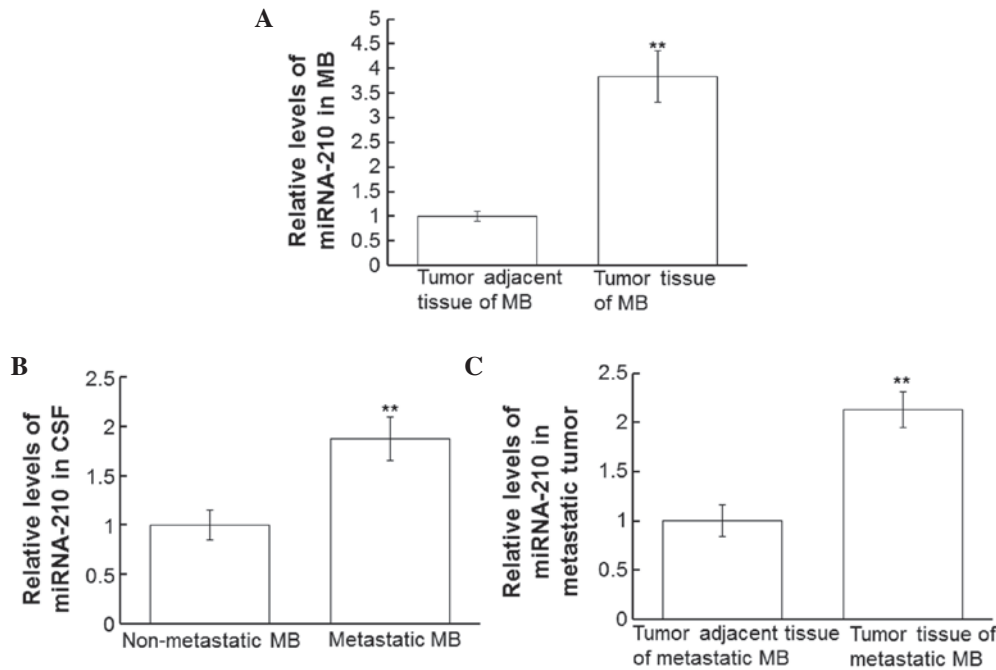 A
Relative levels of
miRNA-210 in MB
5
4.5
4
3.5
3
2.5
2
1.5
1
0.5
0
**
Tumor adjacent
tissue of MB
Tumor tissue
of MB
B
Relative levels of
miRNA-210 in CSF
2.5
2
1.5
1
0.5
0
**
Non-metastatic MB
Metastatic MB
C
Relative levels of
miRNA-210 in
metastatic tumor
2.5
2
1.5
1
0.5
0
**
Tumor adjacent tissue
of metastatic MB
Tumor tissue of
metastatic MB